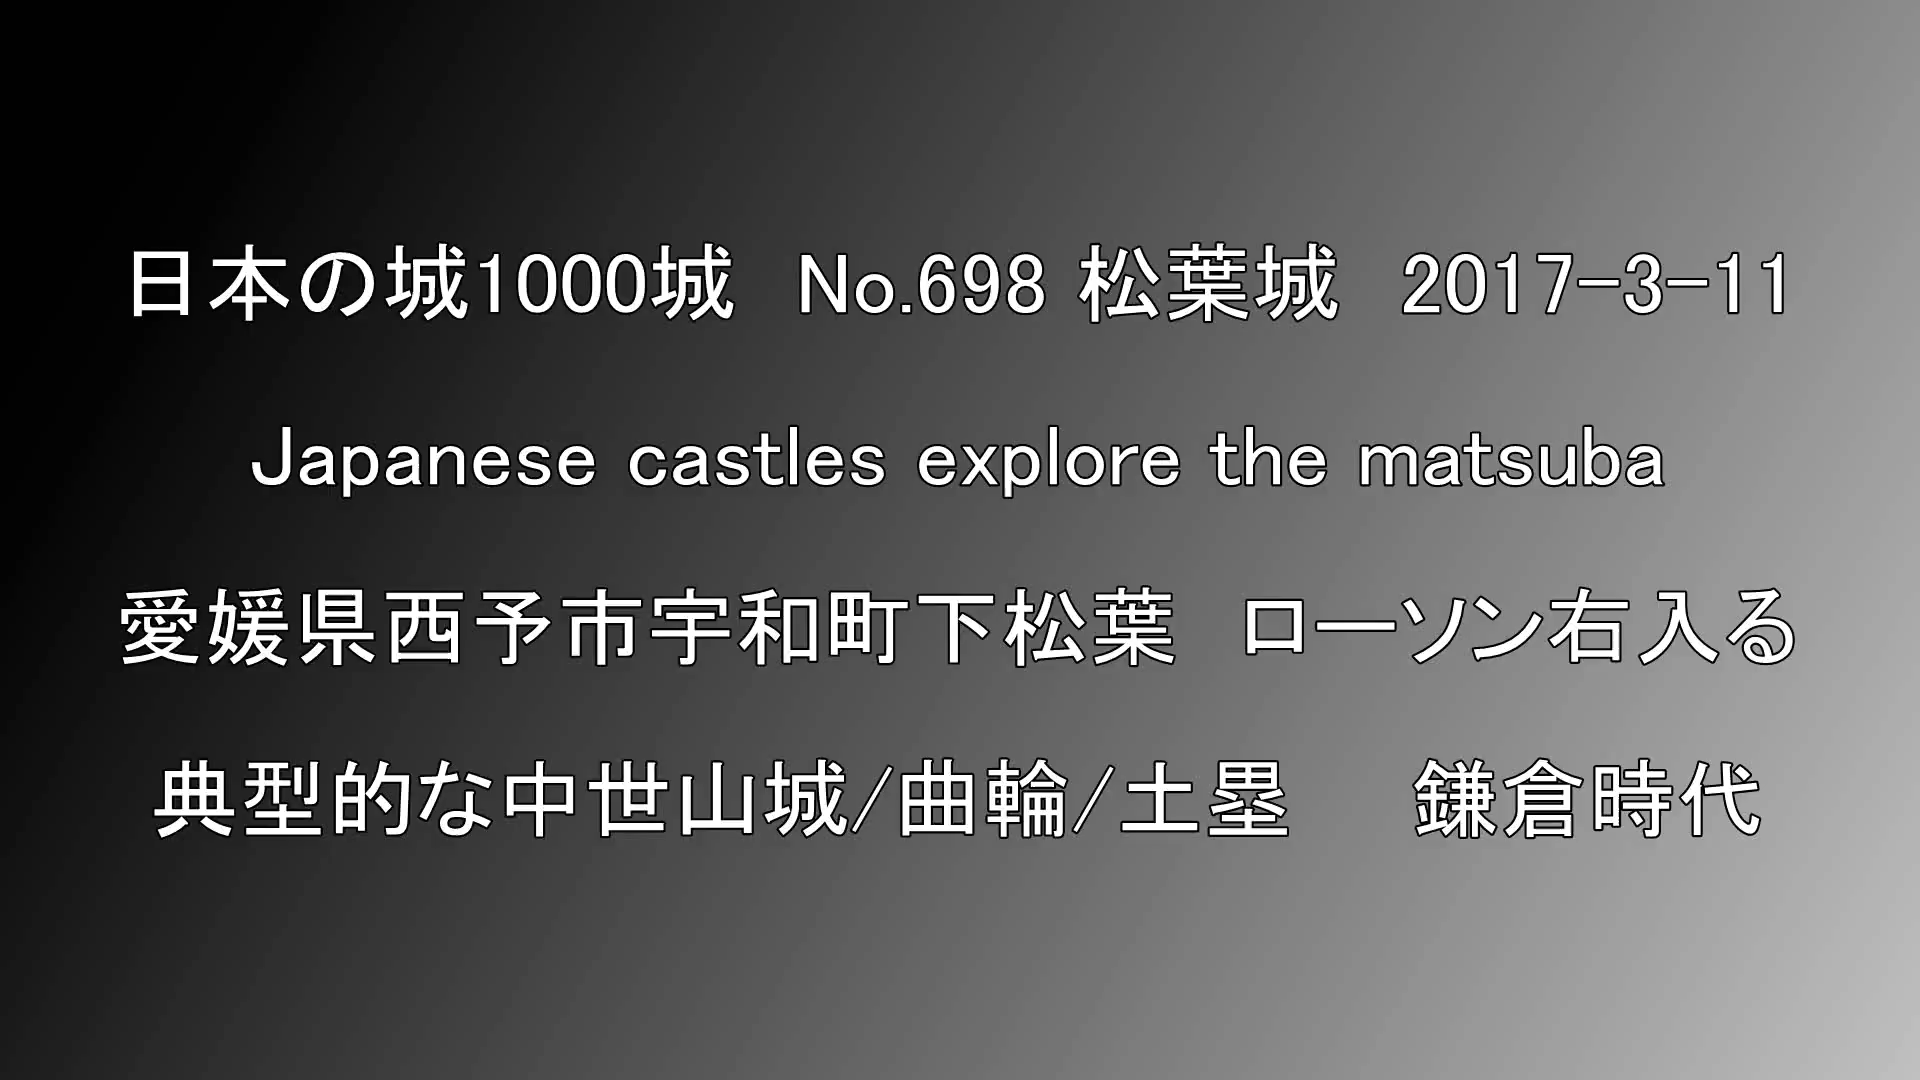 日本の城1000城　No.698 松葉城　2017-3-11
Japanese castles explore the matsuba
愛媛県西予市宇和町下松葉　ローソン右入る
典型的な中世山城/曲輪/土塁　鎌倉時代